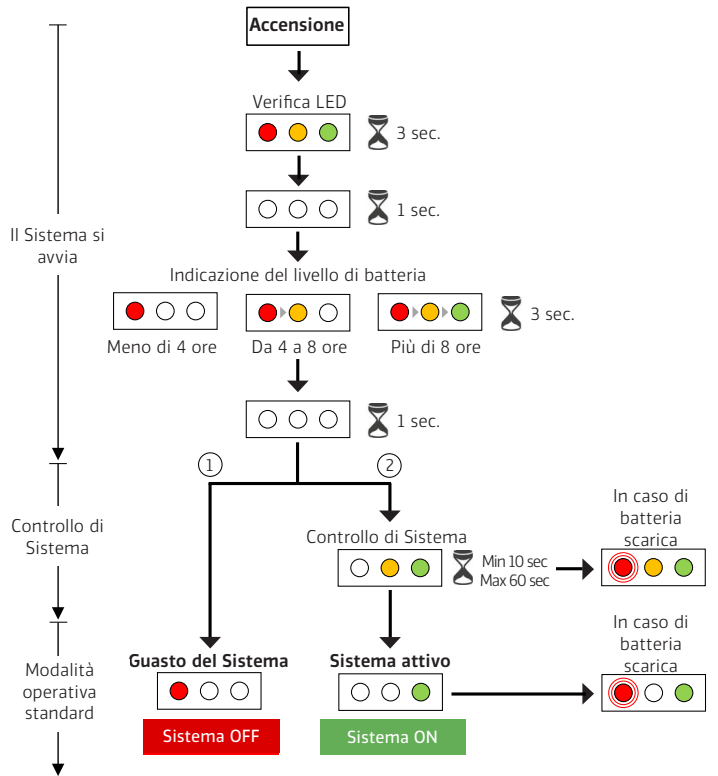 Accensione
Verifica LED
3 sec.
1 sec.
Il Sistema si
avvia
Indicazione del livello di batteria
3 sec.
Meno di 4 ore
Da 4 a 8 ore
Più di 8 ore
1 sec.
1
2
Controllo di
Sistema
Controllo di Sistema
Min 10 sec
Max 60 sec
In caso di
batteria
scarica
Modalità
operativa
standard
Guasto del Sistema
Sistema OFF
Sistema attivo
Sistema ON
In caso di
batteria
scarica